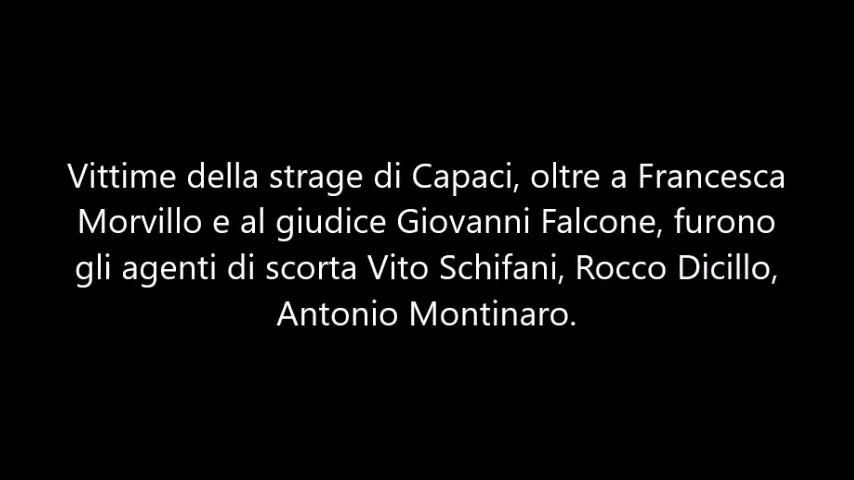 Vittime della strage di Capaci, oltre a Francesca
Morvillo e al giudice Giovanni Falcone, furono
gli agenti di scorta Vito Schifani, Rocco Dicillo,
Antonio Montinaro.